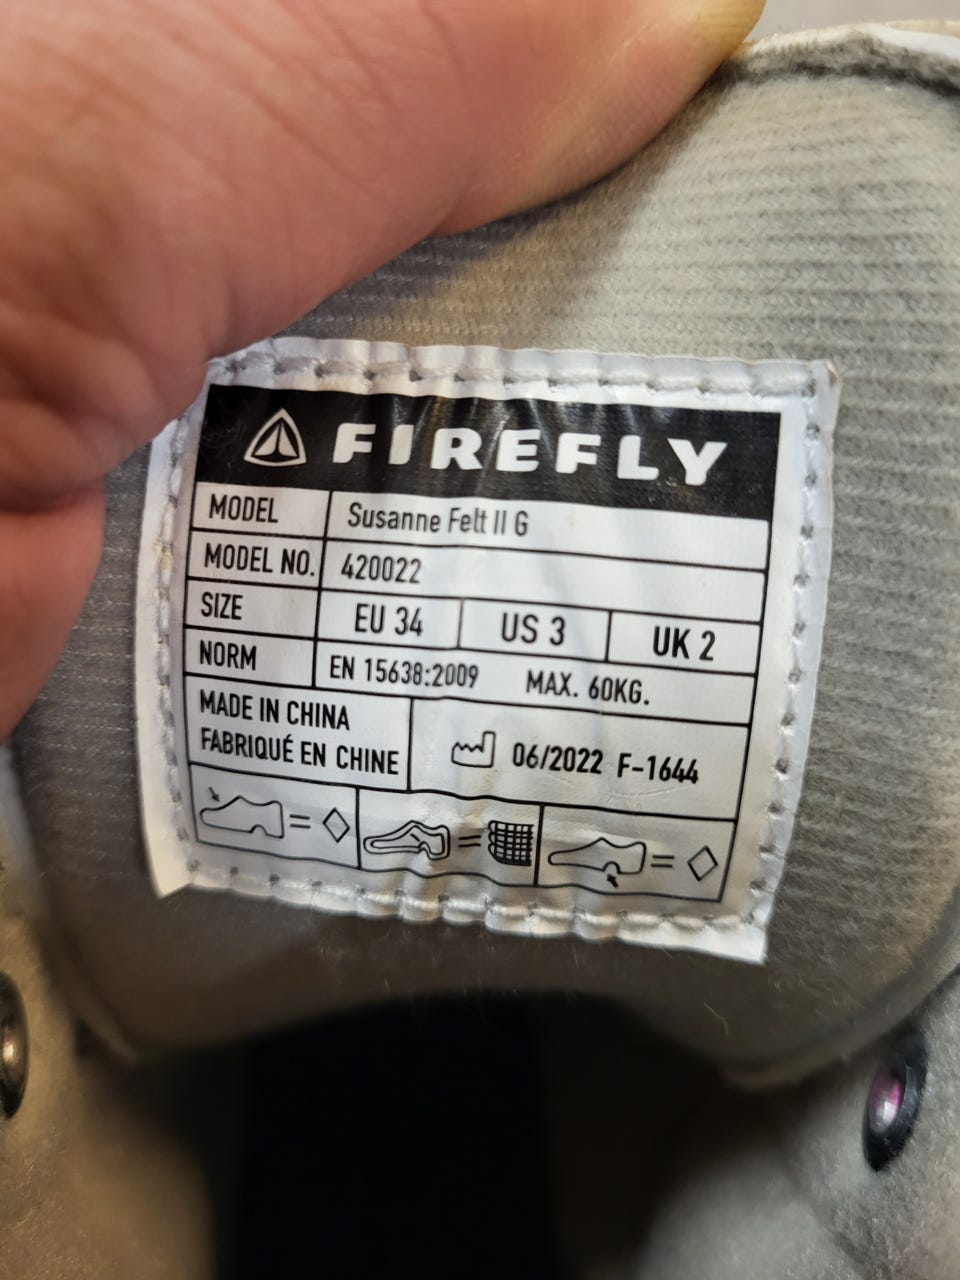 FIREFLY
MODEL Susanne Felt II G
MODEL NO. 420022
SIZE EU 34 US 3 UK 2
NORM EN 15638:2009 MAX. 60KG.
MADE IN CHINA
FABRIQUÉ EN CHINE
06/2022 F-1644